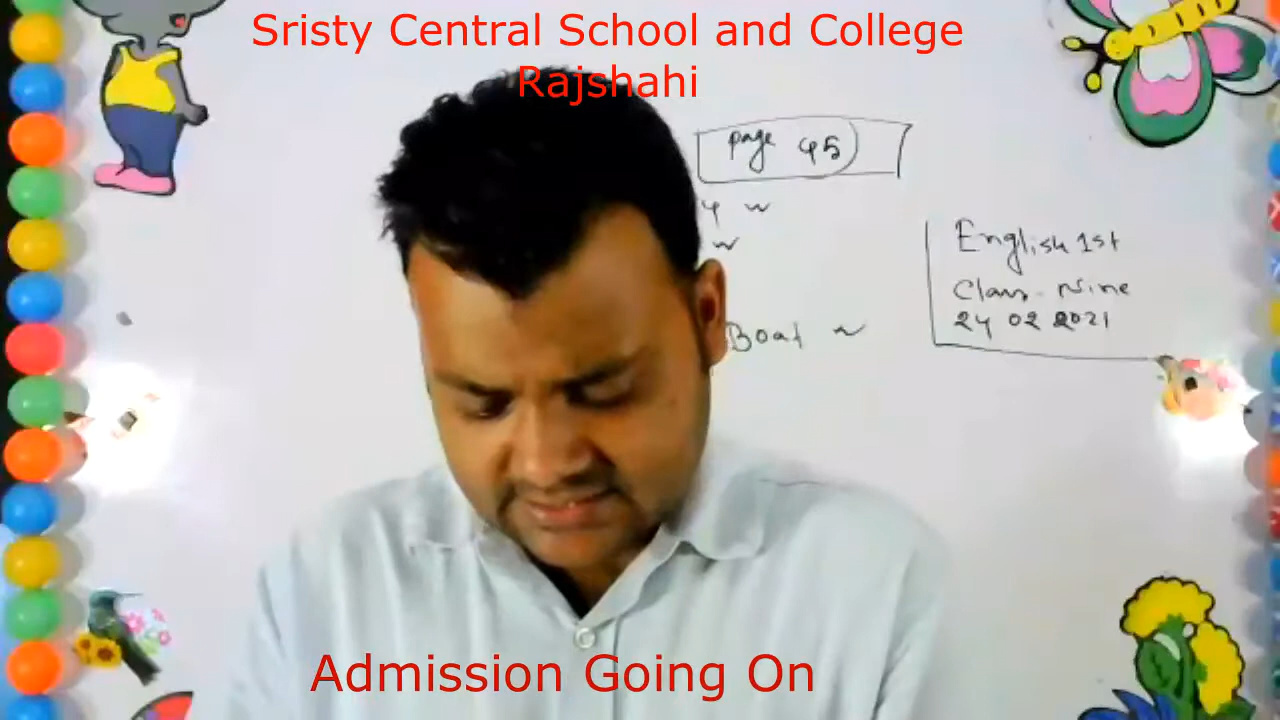 Sristy Central School and College
Rajshahi
page 45
English 1st
Class - Nine
24 02 2021
Boat
Admission Going On